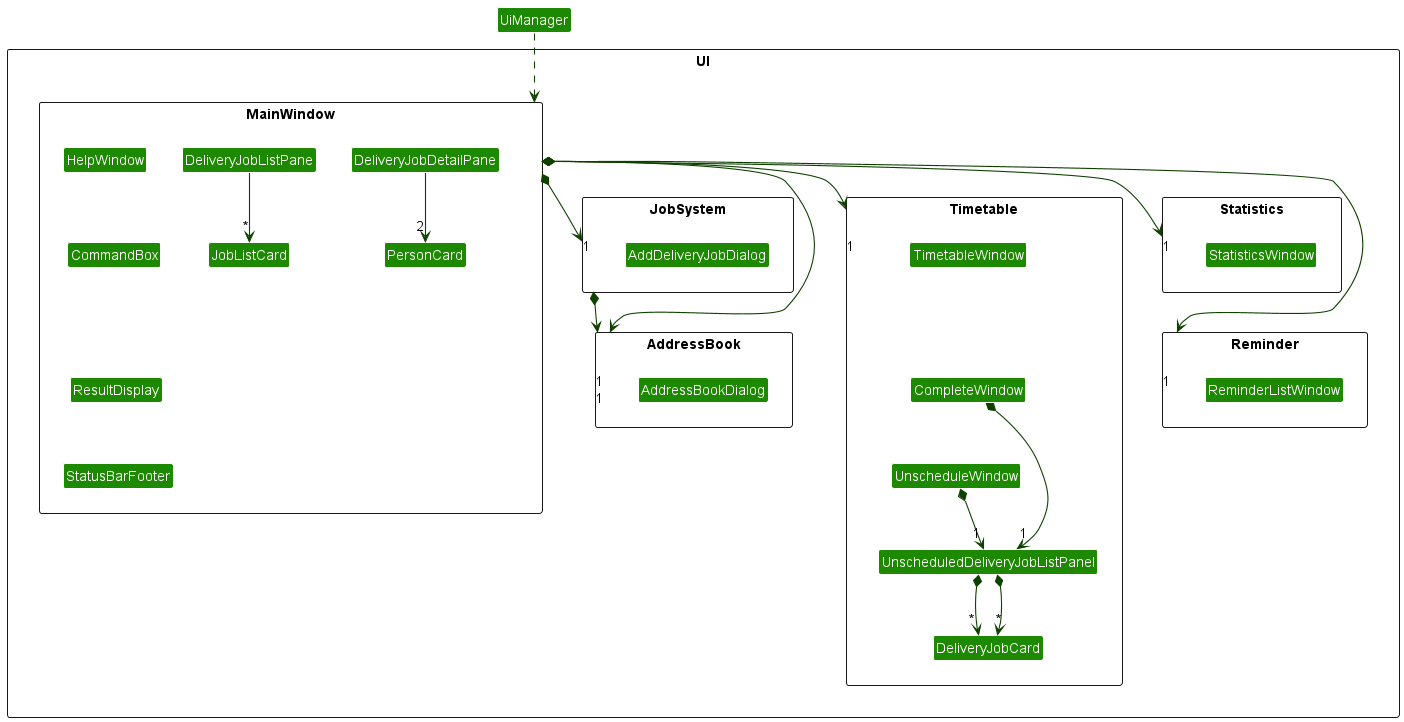 UiManager
UI
MainWindow
HelpWindow
DeliveryJobListPane
DeliveryJobDetailPane
*
2
CommandBox
JobListCard
PersonCard
ResultDisplay
StatusBarFooter
JobSystem
1
AddDeliveryJobDialog
AddressBook
1
1
AddressBookDialog
Timetable
1
TimetableWindow
CompleteWindow
UnscheduleWindow
1
1
UnscheduledDeliveryJobListPanel
*
*
DeliveryJobCard
Statistics
1
StatisticsWindow
Reminder
1
ReminderListWindow